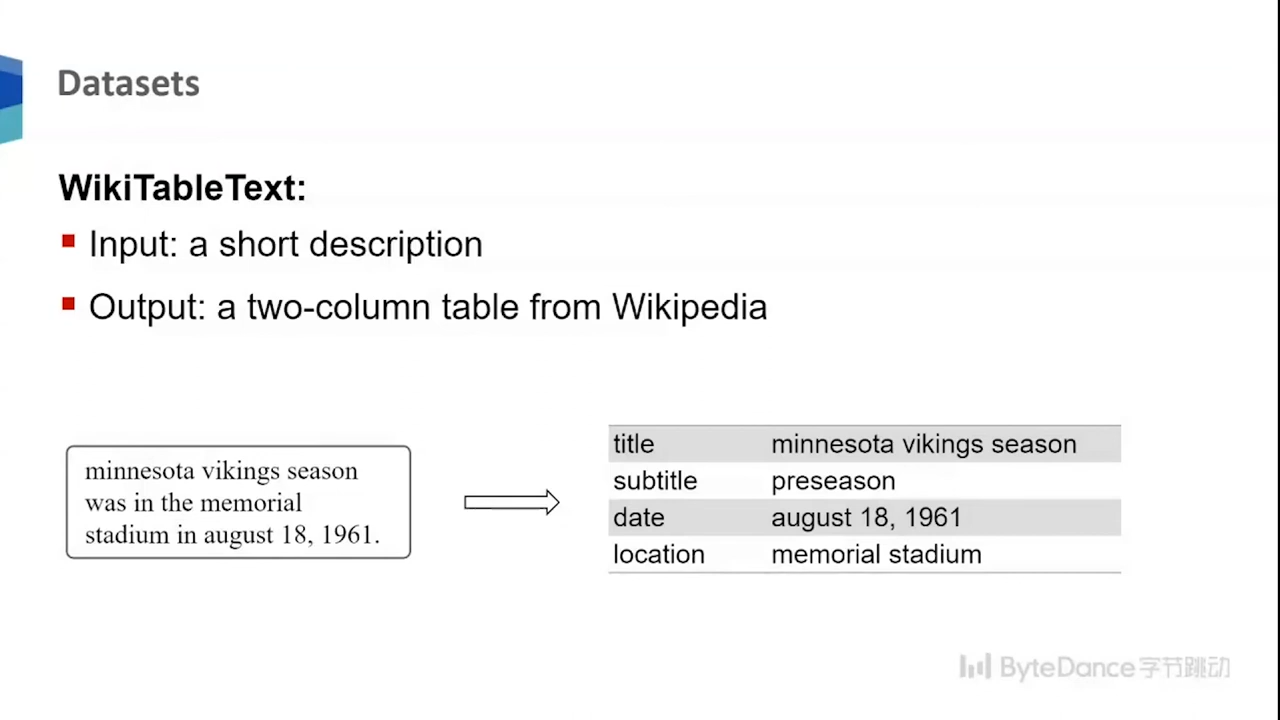 Datasets
WikiTableText:
Input: a short description
Output: a two-column table from Wikipedia
minnesota vikings season
was in the memorial
stadium in august 18, 1961.
title minnesota vikings season
subtitle preseason
date august 18, 1961
location memorial stadium
ByteDance字节跳动